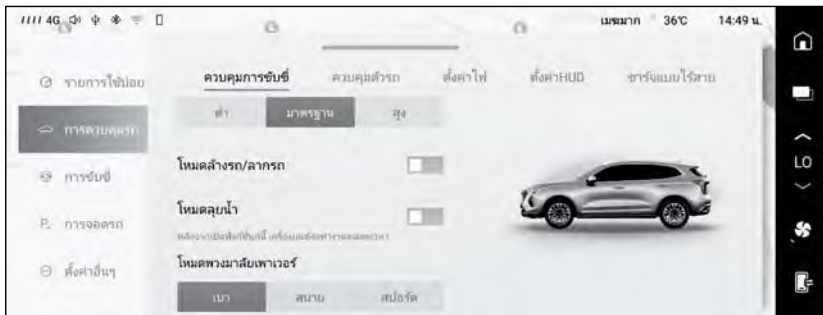 4G เมฆมาก 36℃ 14:49 น.
รายการใช้บ่อย
การควบคุมรถ
การขับขี่
P. การจอดรถ
ตั้งค่าอื่นๆ
ควบคุมการขับขี่ ควบคุมตัวรถ ตั้งค่าไฟ ตั้งค่าHUD ชาร์จแบบไร้สาย
ต่ำ มาตรฐาน สูง
โหมดล้างรถ/ลากรถ
โหมดลุยน้ำ
โหมดพวงมาลัยเพาเวอร์
เบา สบาย สปอร์ต
LO